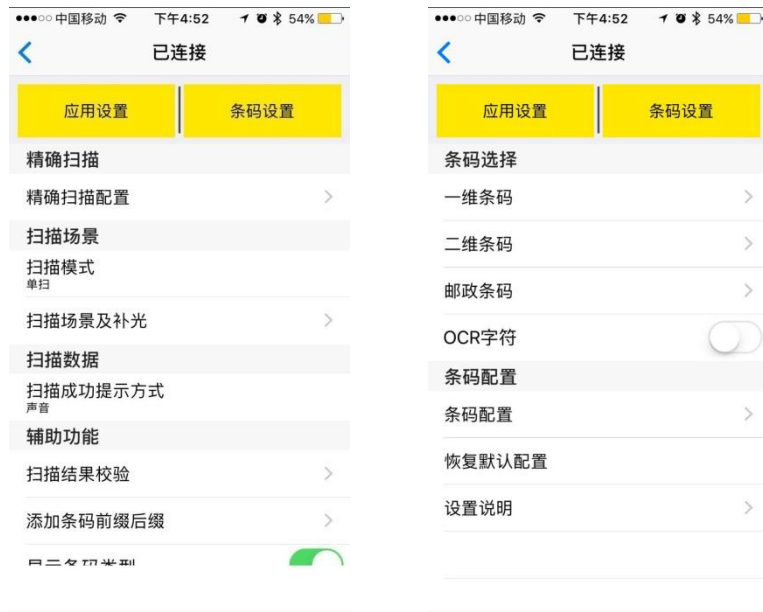 ●●●○○ 中国移动 下午4:52 54%
已连接
应用设置 条码设置
精确扫描
精确扫描配置
扫描场景
扫描模式
单扫
扫描场景及补光
扫描数据
扫描成功提示方式
声音
辅助功能
扫描结果校验
添加条码前缀后缀
显示条码类型
●●●○○ 中国移动 下午4:52 54%
已连接
应用设置 条码设置
条码选择
一维条码
二维条码
邮政条码
OCR字符
条码配置
条码配置
恢复默认配置
设置说明